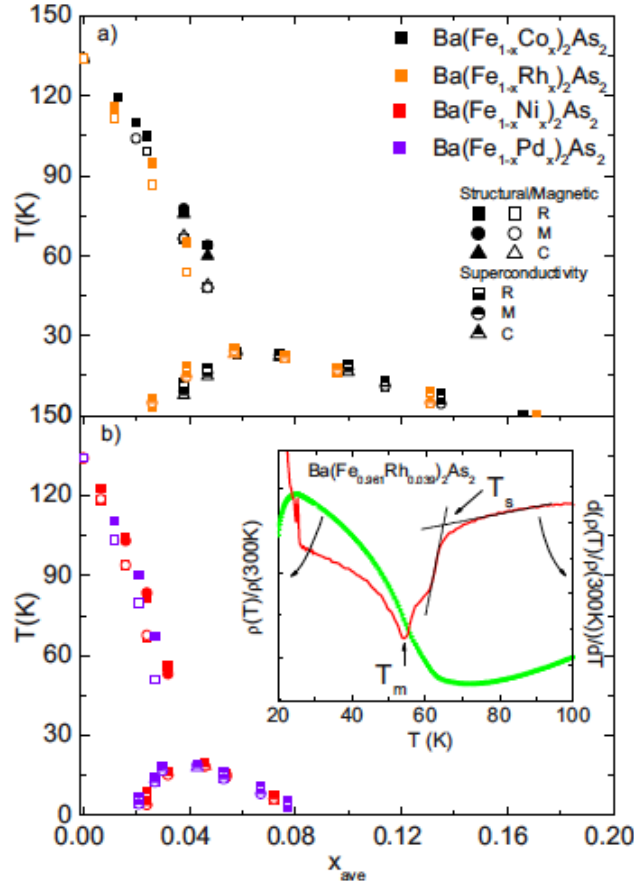 a)
150
120
90
60
30
150
T(K)
Ba(Fe₁₋ₓCoₓ)₂As₂
Ba(Fe₁₋ₓRhₓ)₂As₂
Ba(Fe₁₋ₓNiₓ)₂As₂
Ba(Fe₁₋ₓPdₓ)₂As₂
Structural/Magnetic
R
M
C
Superconductivity
R
M
C
b)
120
90
60
30
0
T(K)
Ba(Fe₀.₉₆₁Rh₀.₀₃₉)₂As₂
Tₛ
Tₘ
ρ(T)/ρ(300K)
d(ρ(T)/ρ(300K))/dT
20 40 60 80 100
T (K)
0.00 0.04 0.08 0.12 0.16 0.20
xₐᵥₑ